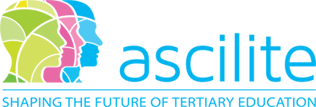 ascilite
SHAPING THE FUTURE OF TERTIARY EDUCATION